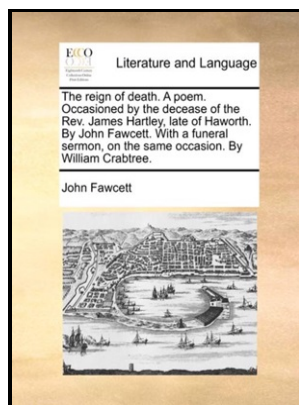 ECCO
Literature and Language
The reign of death. A poem.
Occasioned by the decease of the
Rev. James Hartley, late of Haworth.
By John Fawcett. With a funeral
sermon, on the same occasion. By
William Crabtree.
John Fawcett